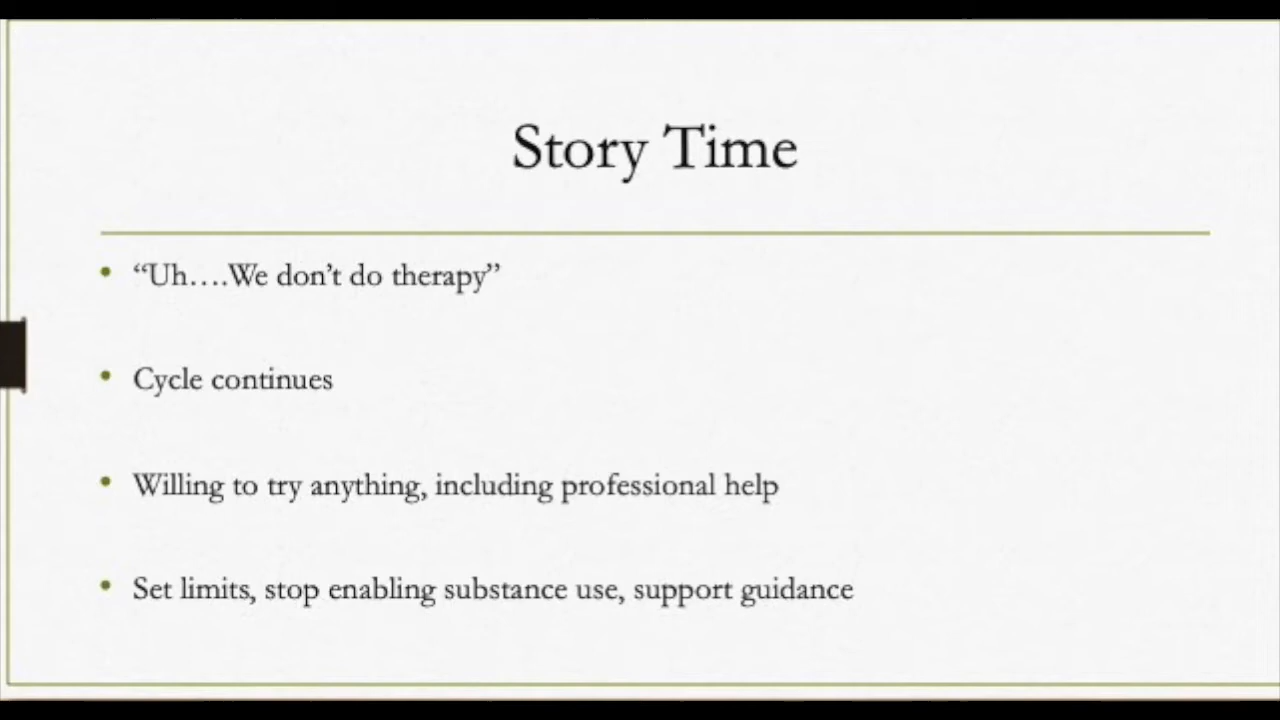 Story Time
“Uh….We don’t do therapy”
Cycle continues
Willing to try anything, including professional help
Set limits, stop enabling substance use, support guidance